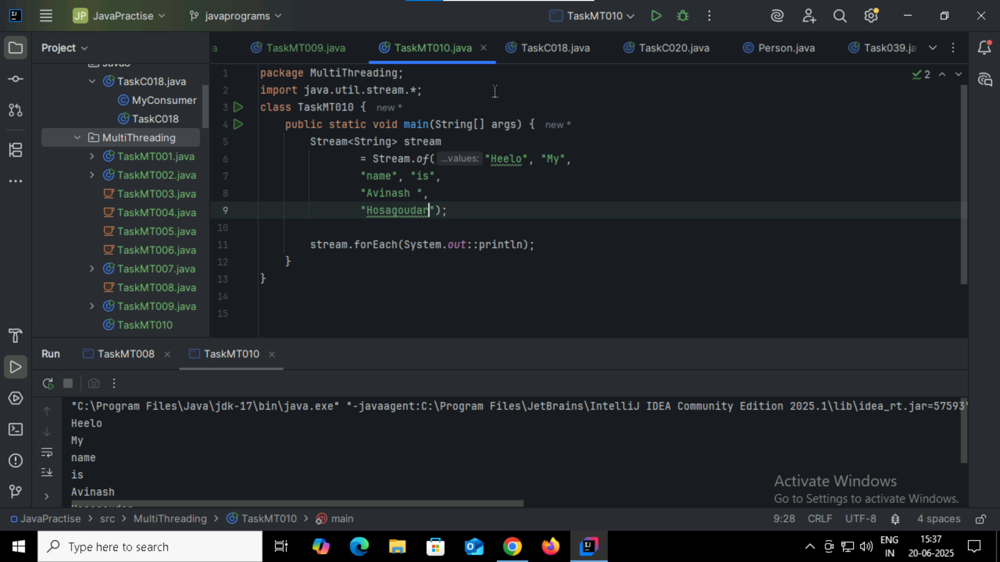 JP JavaPractise
javaprograms
TaskMT010
Project
a
TaskMT009.java
TaskMT010.java
TaskC018.java
TaskC020.java
Person.java
Task039.ja
TaskC018.java
MyConsumer
TaskC018
MultiThreading
TaskMT001.java
TaskMT002.java
TaskMT003.java
TaskMT004.java
TaskMT005.java
TaskMT006.java
TaskMT007.java
TaskMT008.java
TaskMT009.java
TaskMT010
2
1 package MultiThreading;
2 import java.util.stream.*;
3 class TaskMT010 { new *
4 public static void main(String[] args) { new *
5 Stream<String> stream
6 = Stream.of( ...values: "Heelo", "My",
7 "name", "is",
8 "Avinash ",
9 "Hosagoudar");
10
11 stream.forEach(System.out::println);
12 }
13 }
14
15
Run TaskMT008 TaskMT010
"C:\Program Files\Java\jdk-17\bin\java.exe" "-javaagent:C:\Program Files\JetBrains\IntelliJ IDEA Community Edition 2025.1\lib\idea_rt.jar=57593"
Heelo
My
name
is
Avinash
Activate Windows
Go to Settings to activate Windows.
JavaPractise > src > MultiThreading > TaskMT010 > main
9:28 CRLF UTF-8 4 spaces
Type here to search
ENG
IN
15:37
20-06-2025